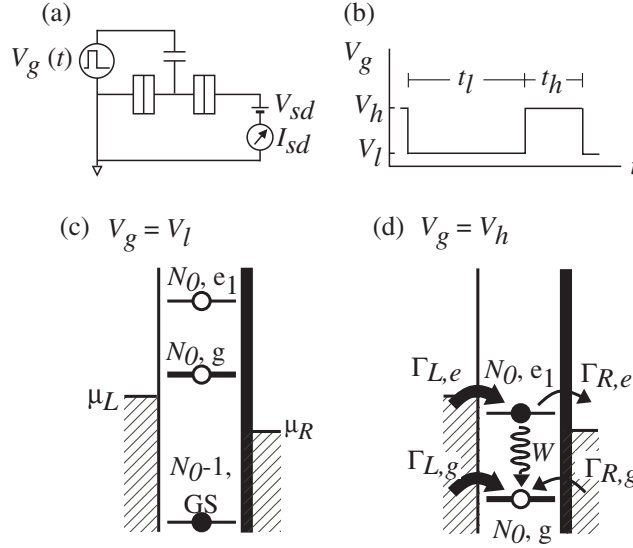 (a)
V_g (t)
V_sd
I_sd
(b)
V_g
t_l
t_h
V_h
V_l
(c) V_g = V_l
N_0, e_1
N_0, g
μ_L
μ_R
N_0-1,
GS
(d) V_g = V_h
N_0, e_1
Γ_L,e
Γ_R,e
W
Γ_L,g
Γ_R,g
N_0, g